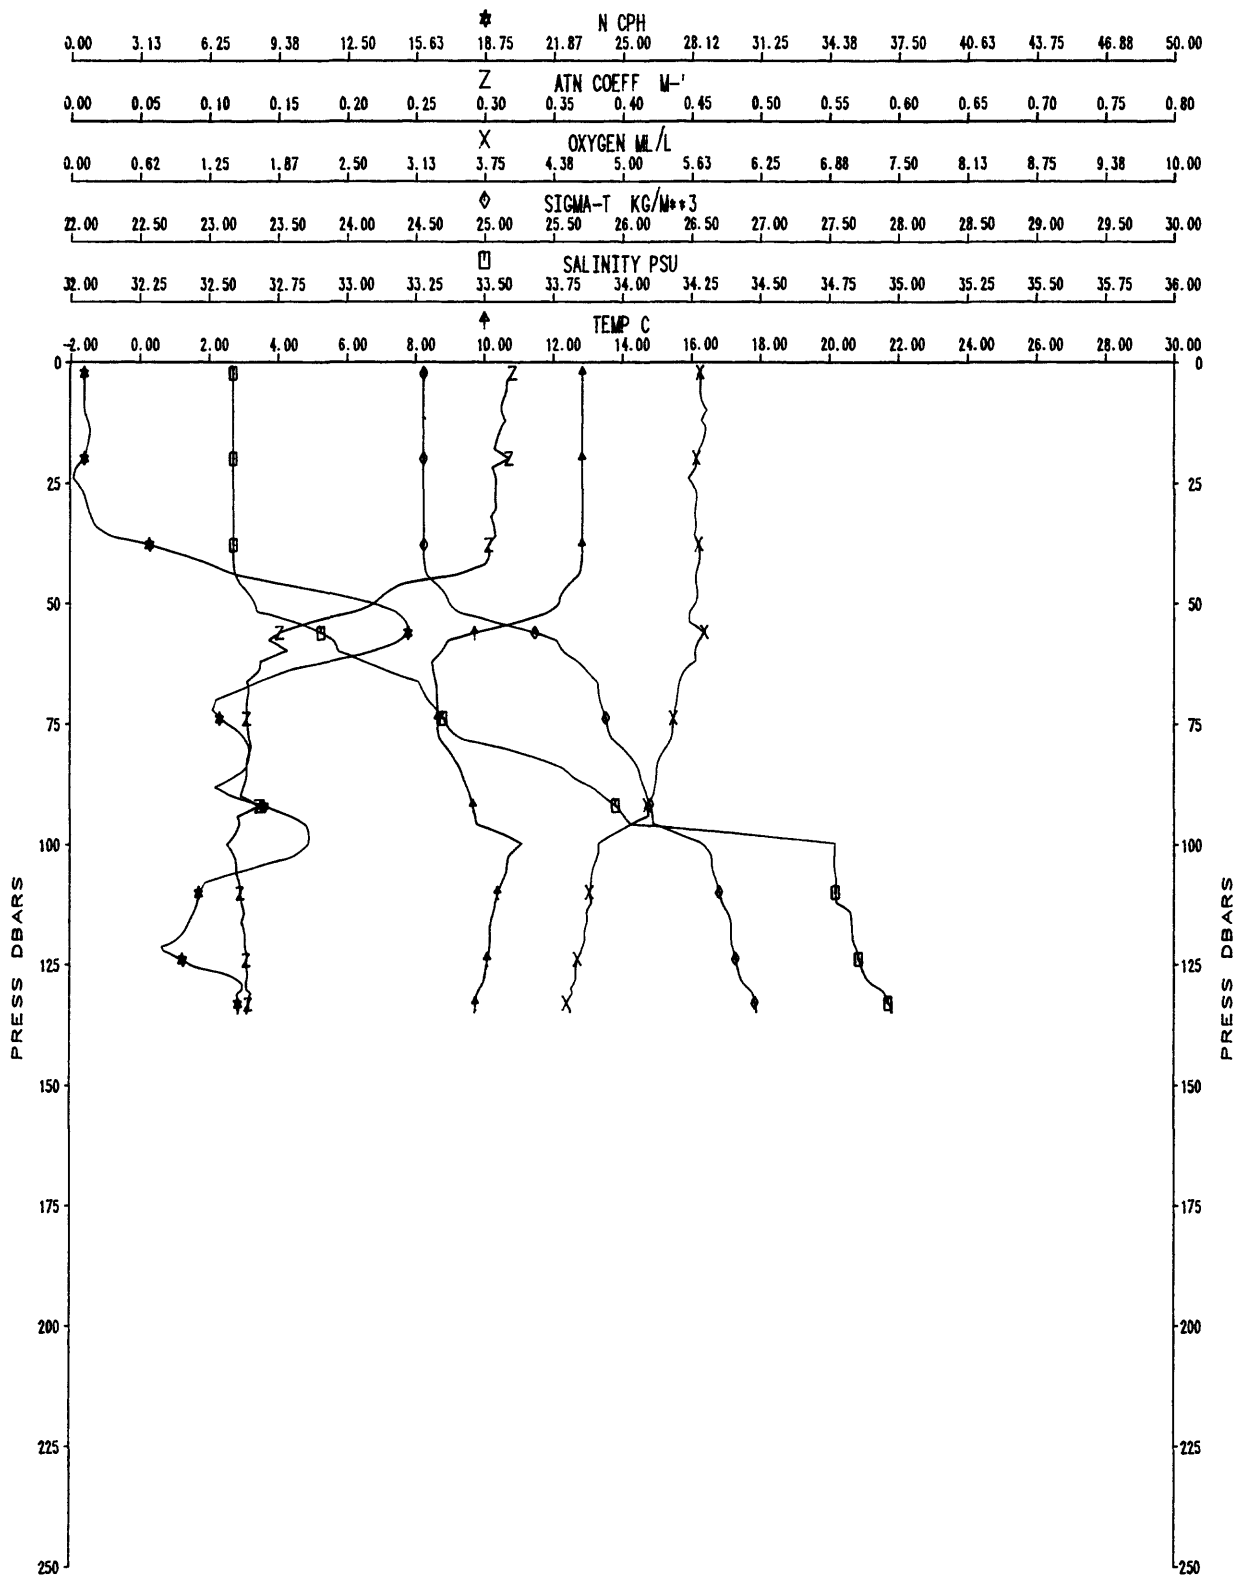 N CPH
0.00 3.13 6.25 9.38 12.50 15.63 18.75 21.87 25.00 28.12 31.25 34.38 37.50 40.63 43.75 46.88 50.00
Z ATN COEFF M-'
0.00 0.05 0.10 0.15 0.20 0.25 0.30 0.35 0.40 0.45 0.50 0.55 0.60 0.65 0.70 0.75 0.80
X OXYGEN ML/L
0.00 0.62 1.25 1.87 2.50 3.13 3.75 4.38 5.00 5.63 6.25 6.88 7.50 8.13 8.75 9.38 10.00
SIGMA-T KG/M**3
22.00 22.50 23.00 23.50 24.00 24.50 25.00 25.50 26.00 26.50 27.00 27.50 28.00 28.50 29.00 29.50 30.00
SALINITY PSU
32.00 32.25 32.50 32.75 33.00 33.25 33.50 33.75 34.00 34.25 34.50 34.75 35.00 35.25 35.50 35.75 36.00
TEMP C
-2.00 0.00 2.00 4.00 6.00 8.00 10.00 12.00 14.00 16.00 18.00 20.00 22.00 24.00 26.00 28.00 30.00
0 0
25 25
50 50
75 75
100 100
125 125
150 150
175 175
200 200
225 225
250 250
PRESS DBARS
PRESS DBARS